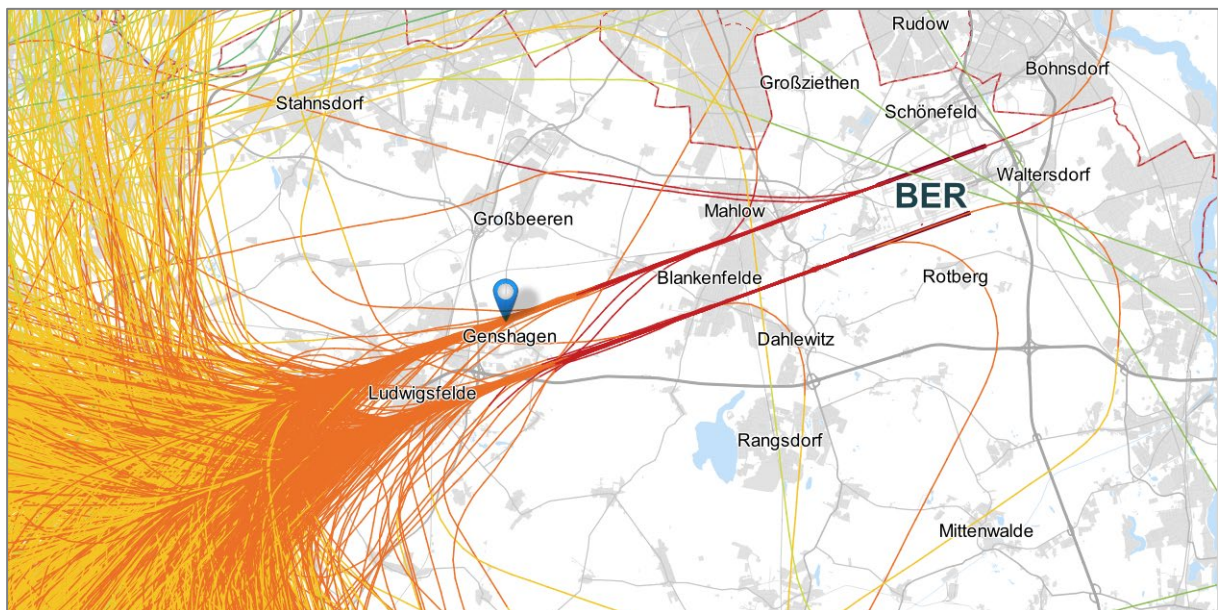 Rudow
Bohnsdorf
Großziethen
Stahnsdorf
Schönefeld
Waltersdorf
BER
Mahlow
Großbeeren
Blankenfelde
Rotberg
Genshagen
Dahlewitz
Ludwigsfelde
Rangsdorf
Mittenwalde